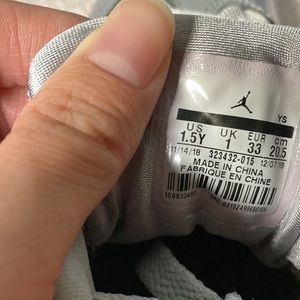 YS
US UK EUR cm
1.5Y 1 33 20.5
11/14/18 323432-015 12/07/18
MADE IN CHINA
FABRIQUE EN CHINE